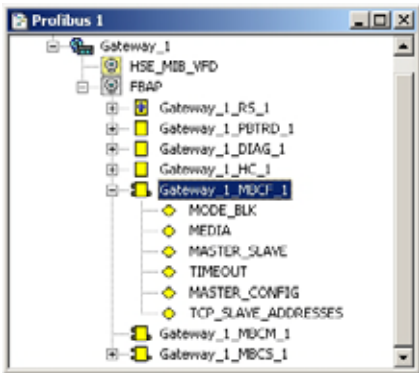 Profibus 1
Gateway_1
HSE_MIB_VFD
FBAP
Gateway_1_RS_1
Gateway_1_PBTRD_1
Gateway_1_DIAG_1
Gateway_1_HC_1
Gateway_1_MBCF_1
MODE_BLK
MEDIA
MASTER_SLAVE
TIMEOUT
MASTER_CONFIG
TCP_SLAVE_ADDRESSES
Gateway_1_MBCM_1
Gateway_1_MBCS_1